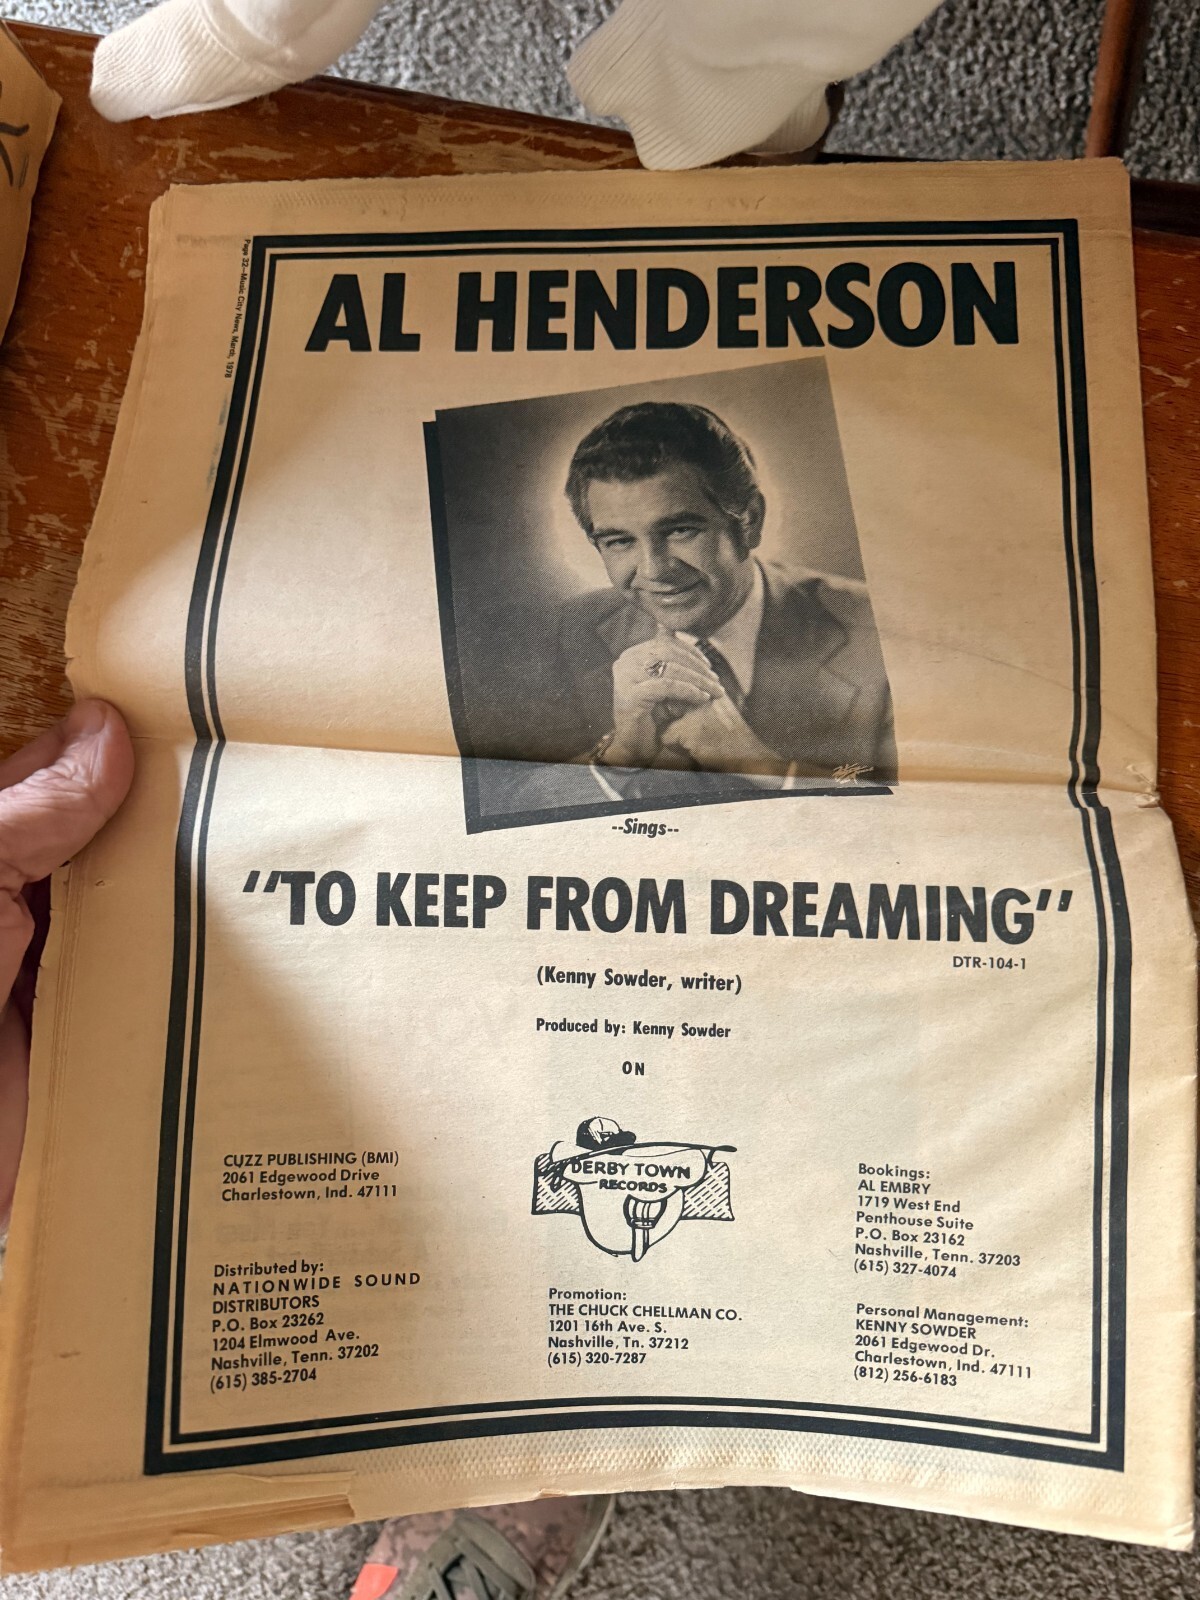 Page 32—Music City News, March, 1978
AL HENDERSON
--Sings--
"TO KEEP FROM DREAMING"
DTR-104-1
(Kenny Sowder, writer)
Produced by: Kenny Sowder
ON
DERBY TOWN
RECORDS
CUZZ PUBLISHING (BMI)
2061 Edgewood Drive
Charlestown, Ind. 47111
Distributed by:
NATIONWIDE SOUND
DISTRIBUTORS
P.O. Box 23262
1204 Elmwood Ave.
Nashville, Tenn. 37202
(615) 385-2704
Promotion:
THE CHUCK CHELLMAN CO.
1201 16th Ave. S.
Nashville, Tn. 37212
(615) 320-7287
Bookings:
AL EMBRY
1719 West End
Penthouse Suite
P.O. Box 23162
Nashville, Tenn. 37203
(615) 327-4074
Personal Management:
KENNY SOWDER
2061 Edgewood Dr.
Charlestown, Ind. 47111
(812) 256-6183